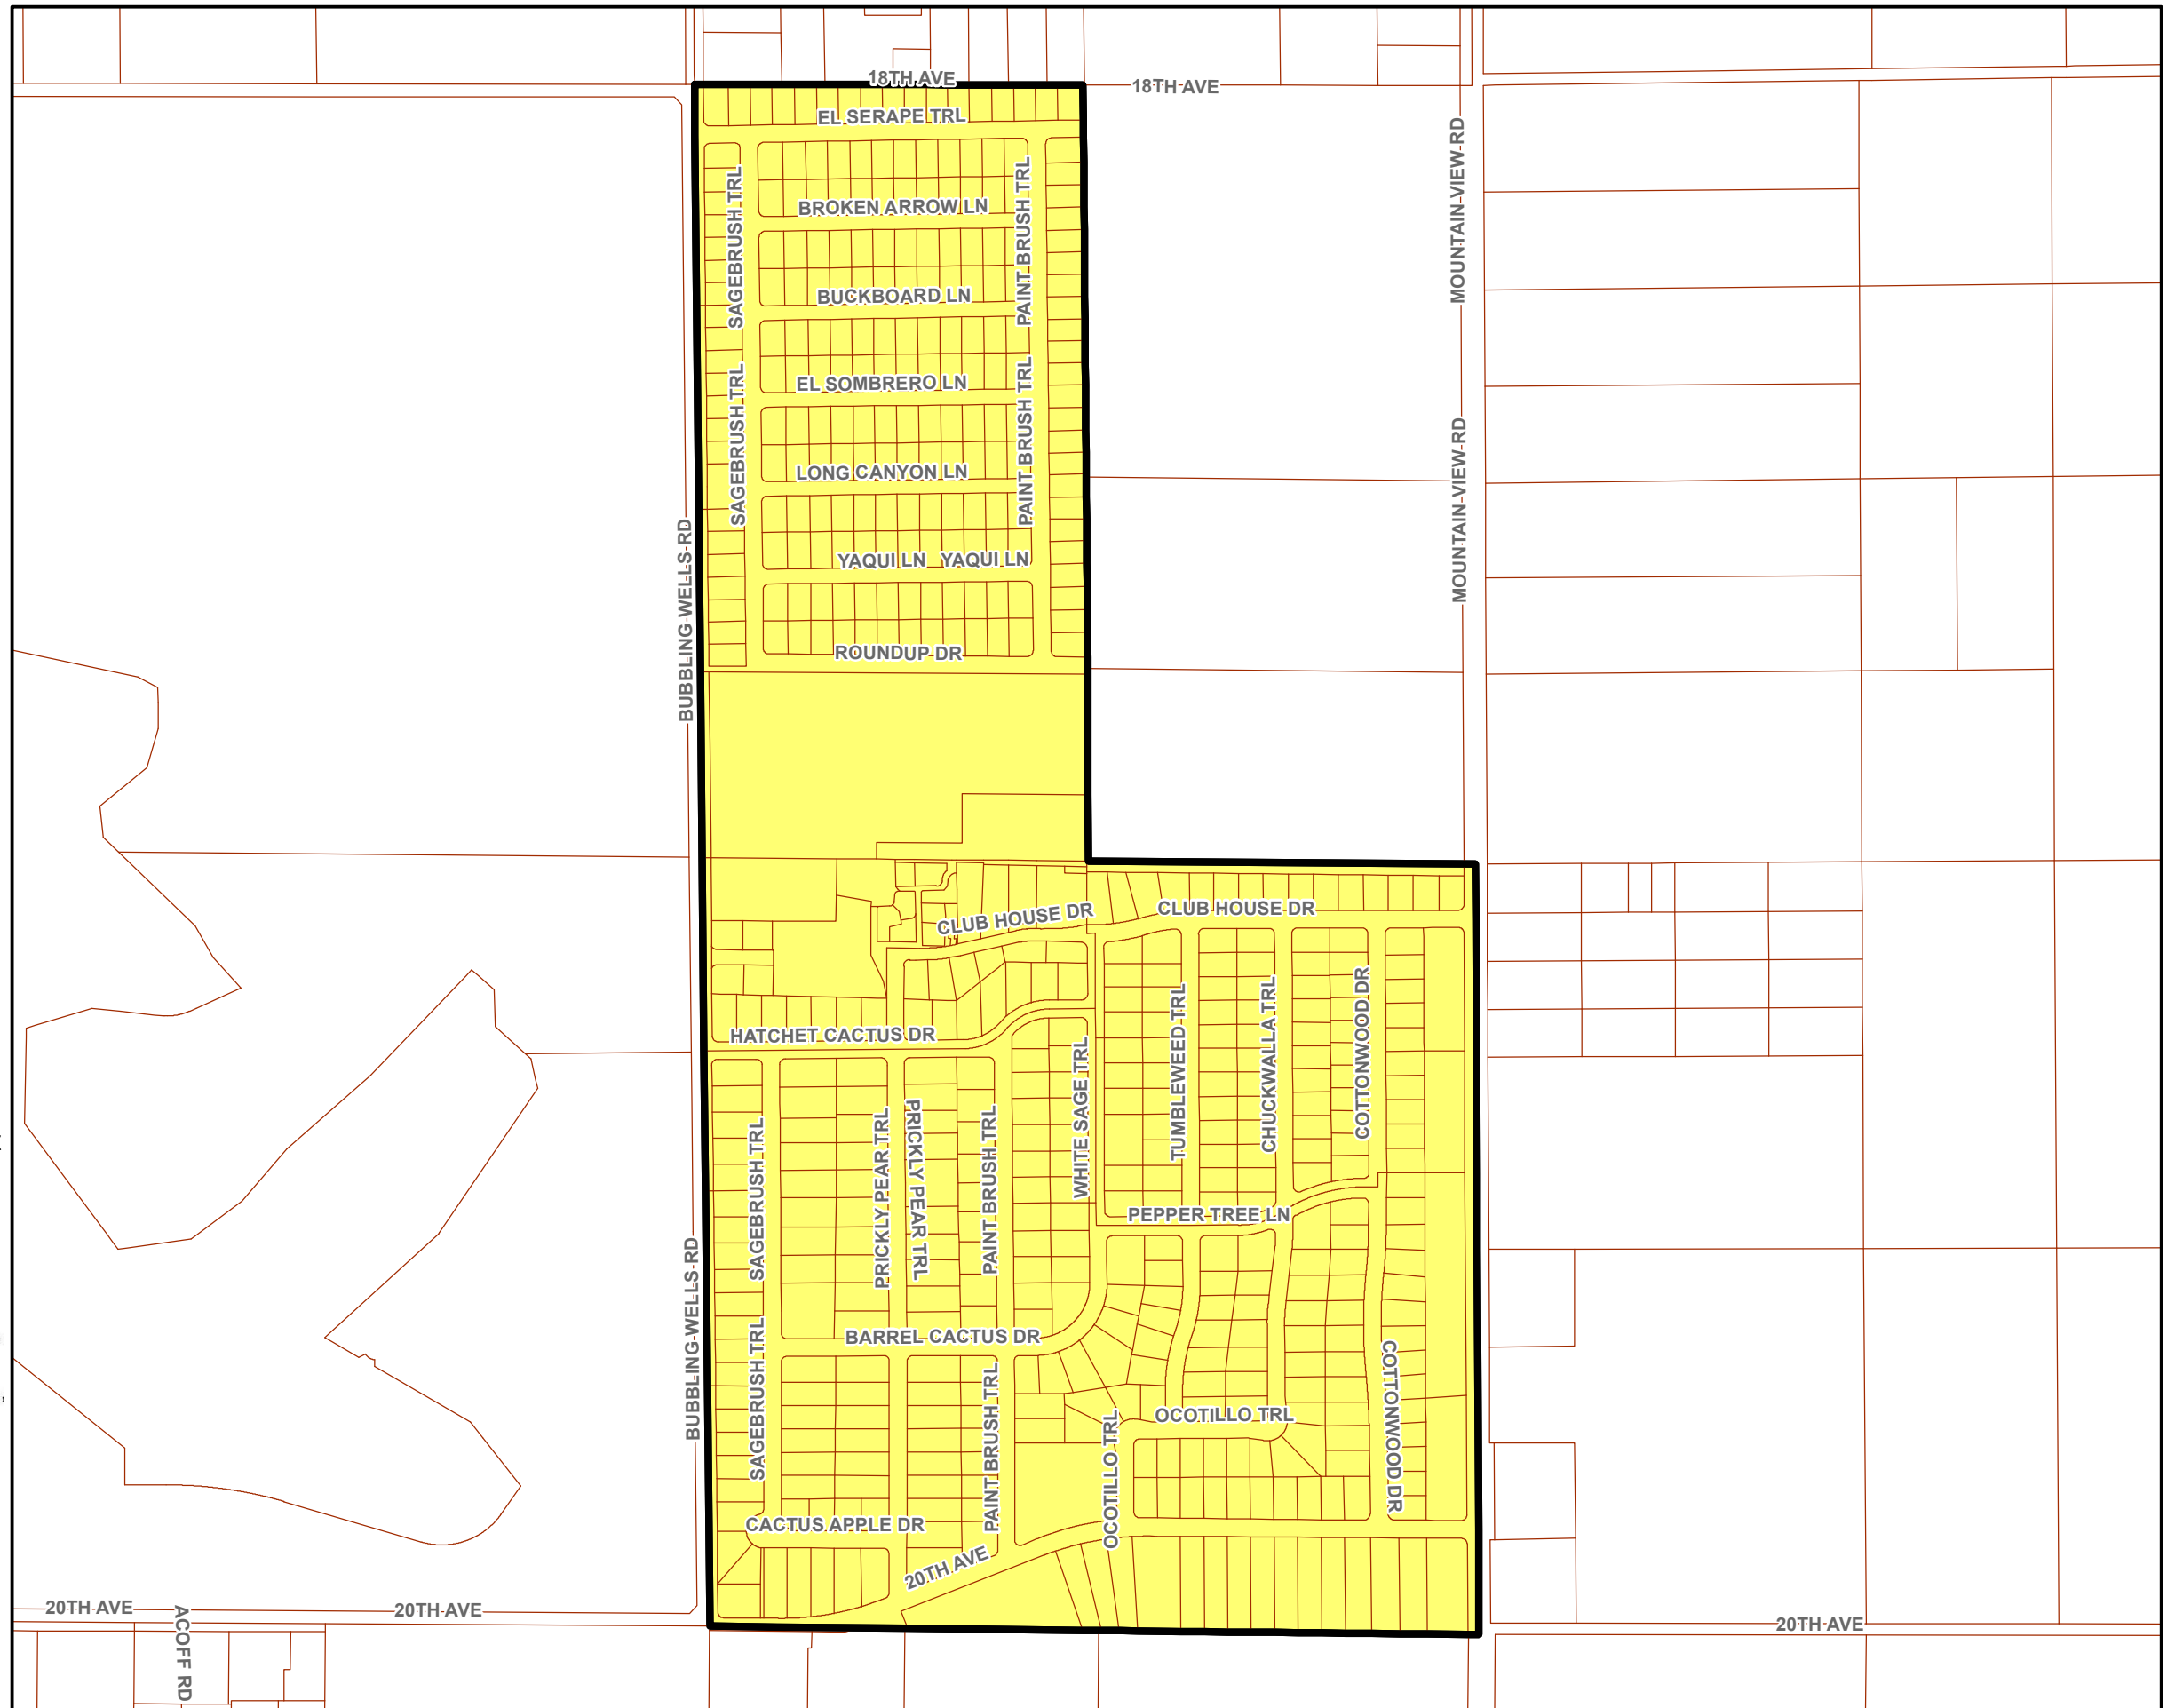 18TH AVE
18TH AVE
EL SERAPE TRL
MOUNTAIN VIEW RD
SAGEBRUSH TRL
PAINT BRUSH TRL
BROKEN ARROW LN
BUCKBOARD LN
EL SOMBRERO LN
SAGEBRUSH TRL
PAINT BRUSH TRL
MOUNTAIN VIEW RD
LONG CANYON LN
BUBBLING WELLS RD
YAQUI LN
YAQUI LN
ROUNDUP DR
CLUB HOUSE DR
CLUB HOUSE DR
HATCHET CACTUS DR
WHITE SAGE TRL
TUMBLEWEED TRL
CHUCKWALLA TRL
COTTONWOOD DR
SAGEBRUSH TRL
PRICKLY PEAR TRL
PRICKLY PEAR TRL
PAINT BRUSH TRL
PEPPER TREE LN
BUBBLING WELLS RD
BARREL CACTUS DR
SAGEBRUSH TRL
PAINT BRUSH TRL
OCOTILLO TRL
OCOTILLO TRL
COTTONWOOD DR
CACTUS APPLE DR
20TH AVE
20TH AVE
20TH AVE
20TH AVE
ACOFF RD